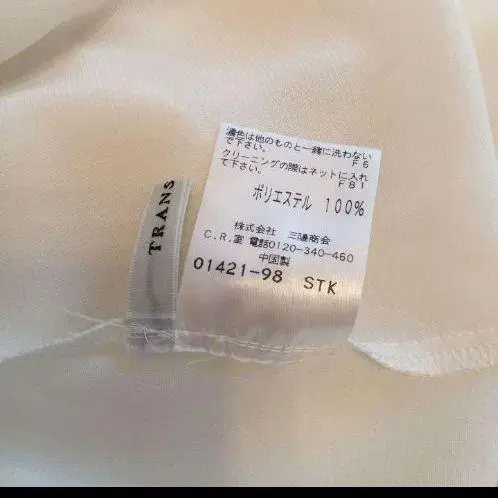 TRANS
濃色は他のものと一緒に洗わない
で下さい。 F6
クリーニングの際はネットに入れ
て下さい。 F81
ポリエステル 100%
株式会社 三陽商会
C.R.室 電話0120-340-460
中国製
01421-98 STK